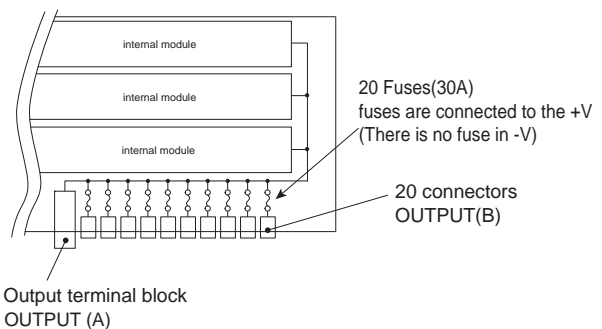 internal module
internal module
internal module
20 Fuses(30A)
fuses are connected to the +V
(There is no fuse in -V)
20 connectors
OUTPUT(B)
Output terminal block
OUTPUT (A)